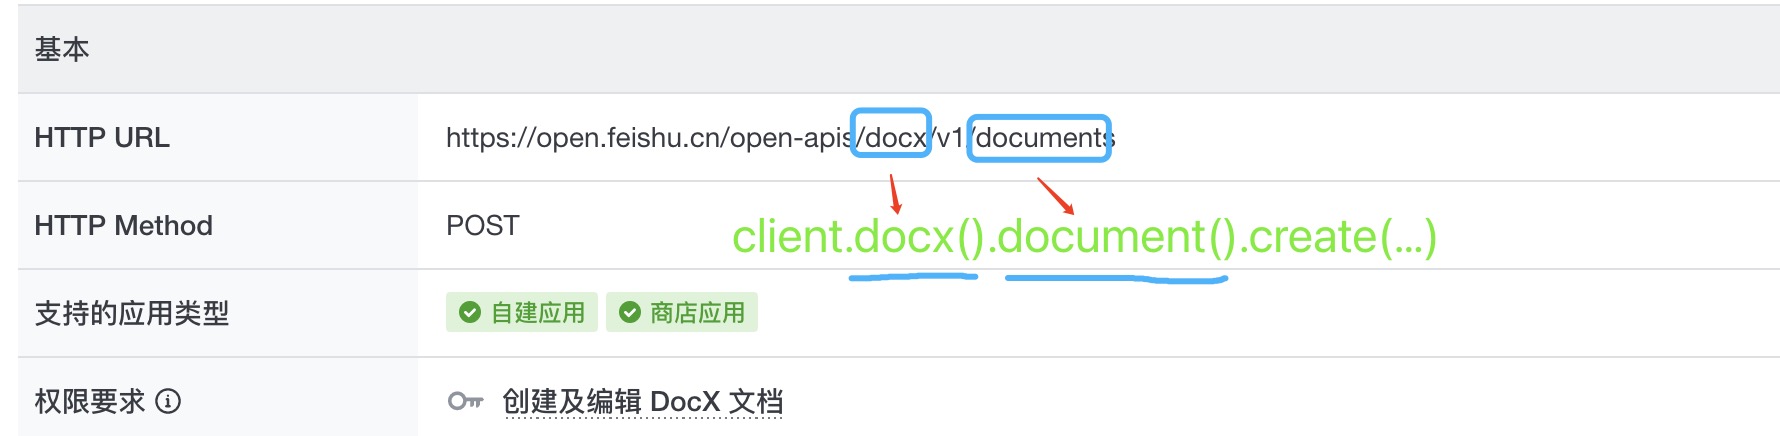 基本
HTTP URL
https://open.feishu.cn/open-apis/docx/v1/documents
HTTP Method
POST
client.docx().document().create(...)
支持的应用类型
自建应用
商店应用
权限要求
创建及编辑 DocX 文档